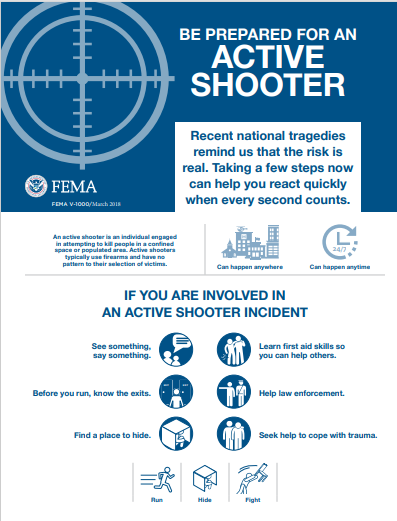 BE PREPARED FOR AN
ACTIVE
SHOOTER
Recent national tragedies
remind us that the risk is
real. Taking a few steps now
can help you react quickly
when every second counts.
FEMA
FEMA V-1000/March 2018
An active shooter is an individual engaged
in attempting to kill people in a confined
space or populated area. Active shooters
typically use firearms and have no
pattern to their selection of victims.
Can happen anywhere
24/7
Can happen anytime
IF YOU ARE INVOLVED IN
AN ACTIVE SHOOTER INCIDENT
See something,
say something.
Learn first aid skills so
you can help others.
Before you run, know the exits.
Help law enforcement.
Find a place to hide.
Seek help to cope with trauma.
Run
Hide
Fight